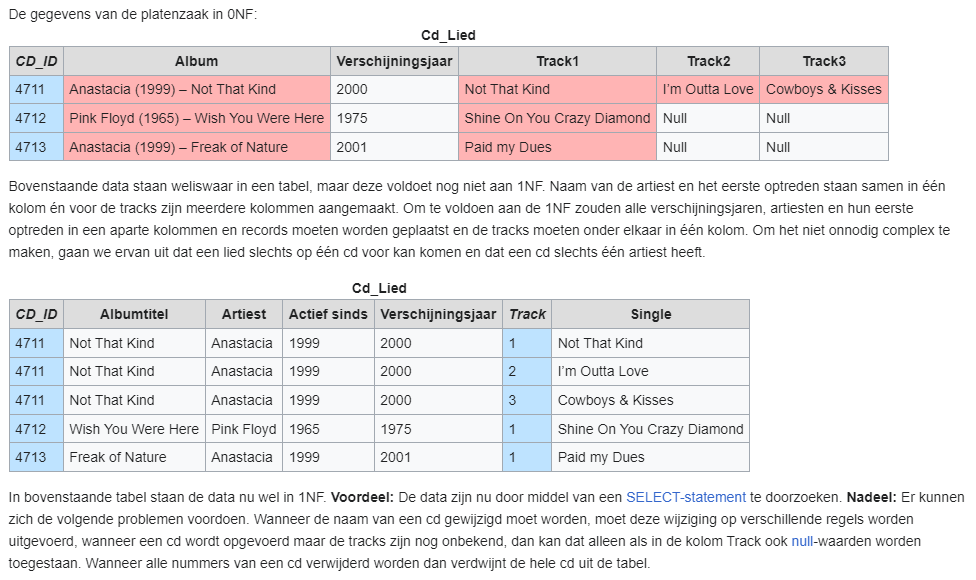 De gegevens van de platenzaak in 0NF:
Cd_Lied
CD_ID Album Verschijningsjaar Track1 Track2 Track3
4711 Anastacia (1999) – Not That Kind 2000 Not That Kind I’m Outta Love Cowboys & Kisses
4712 Pink Floyd (1965) – Wish You Were Here 1975 Shine On You Crazy Diamond Null Null
4713 Anastacia (1999) – Freak of Nature 2001 Paid my Dues Null Null
Bovenstaande data staan weliswaar in een tabel, maar deze voldoet nog niet aan 1NF. Naam van de artiest en het eerste optreden staan samen in één
kolom én voor de tracks zijn meerdere kolommen aangemaakt. Om te voldoen aan de 1NF zouden alle verschijningsjaren, artiesten en hun eerste
optreden in een aparte kolommen en records moeten worden geplaatst en de tracks moeten onder elkaar in één kolom. Om het niet onnodig complex te
maken, gaan we ervan uit dat een lied slechts op één cd voor kan komen en dat een cd slechts één artiest heeft.
Cd_Lied
CD_ID Albumtitel Artiest Actief sinds Verschijningsjaar Track Single
4711 Not That Kind Anastacia 1999 2000 1 Not That Kind
4711 Not That Kind Anastacia 1999 2000 2 I’m Outta Love
4711 Not That Kind Anastacia 1999 2000 3 Cowboys & Kisses
4712 Wish You Were Here Pink Floyd 1965 1975 1 Shine On You Crazy Diamond
4713 Freak of Nature Anastacia 1999 2001 1 Paid my Dues
In bovenstaande tabel staan de data nu wel in 1NF. Voordeel: De data zijn nu door middel van een SELECT-statement te doorzoeken. Nadeel: Er kunnen
zich de volgende problemen voordoen. Wanneer de naam van een cd gewijzigd moet worden, moet deze wijziging op verschillende regels worden
uitgevoerd, wanneer een cd wordt opgevoerd maar de tracks zijn nog onbekend, dan kan dat alleen als in de kolom Track ook null-waarden worden
toegestaan. Wanneer alle nummers van een cd verwijderd worden dan verdwijnt de hele cd uit de tabel.